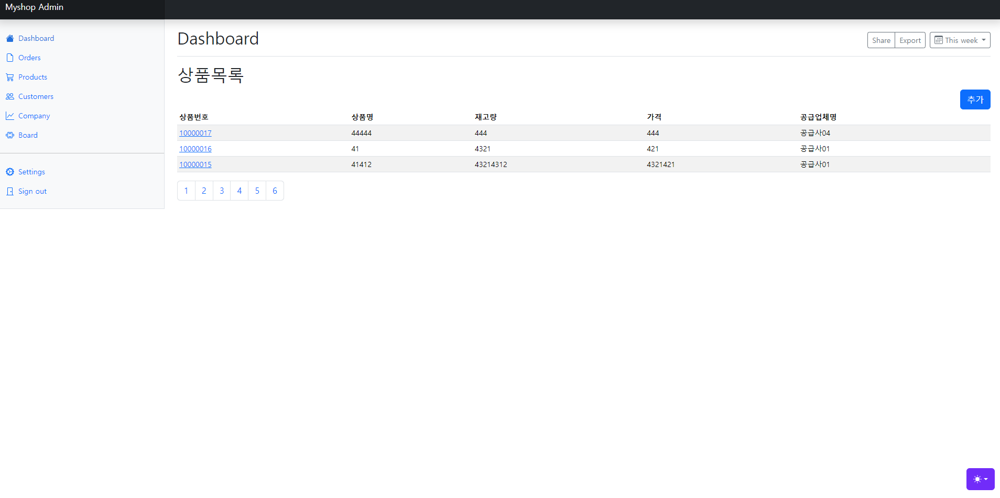 Myshop Admin
Dashboard
Orders
Products
Customers
Company
Board
Settings
Sign out
Dashboard
Share Export This week
상품목록
추가
상품번호 상품명 재고량 가격 공급업체명
10000017 44444 444 444 공급사04
10000016 41 4321 421 공급사01
10000015 41412 43214312 4321421 공급사01
1 2 3 4 5 6